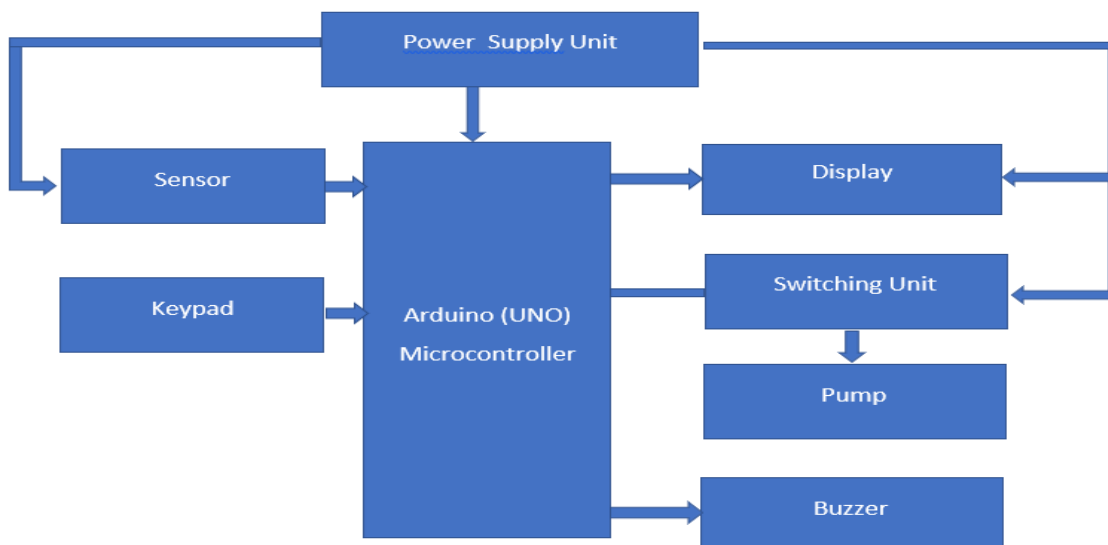 Power Supply Unit
Sensor
Display
Keypad
Arduino (UNO)
Microcontroller
Switching Unit
Pump
Buzzer